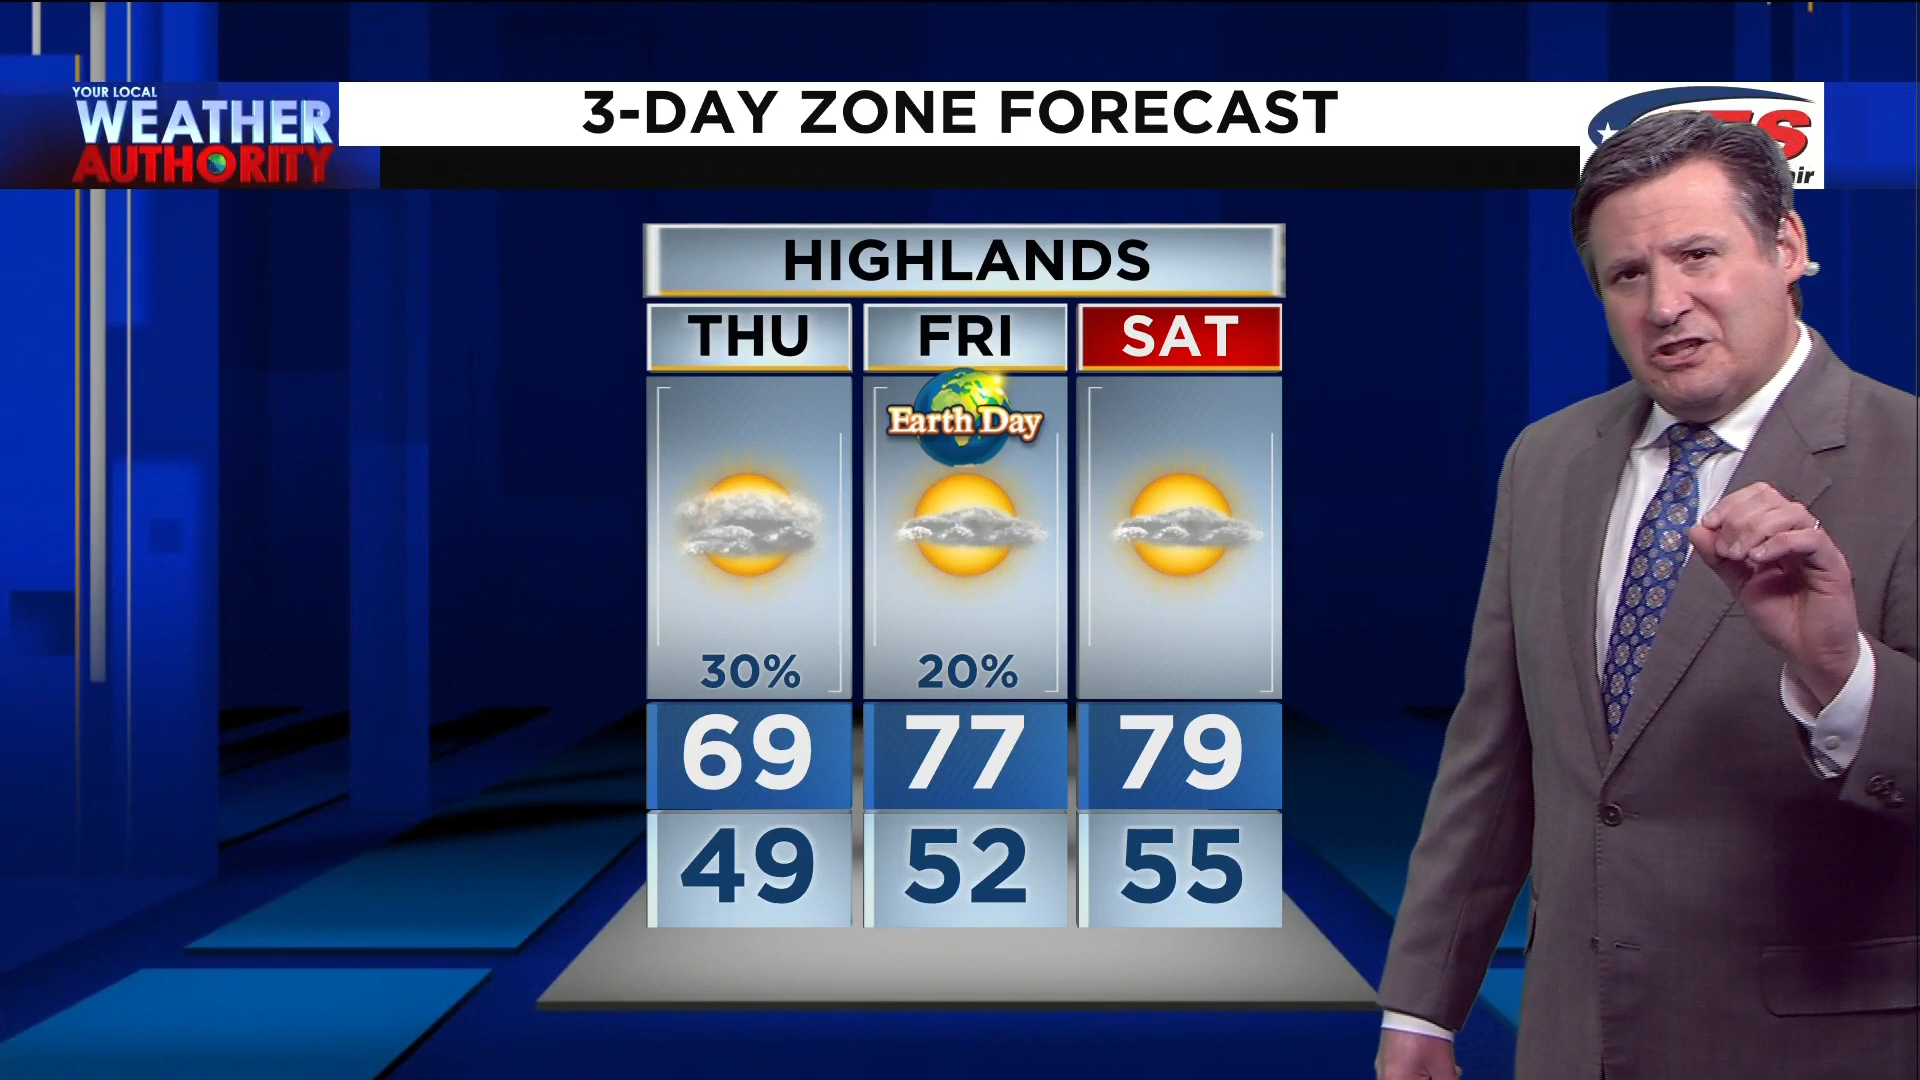 YOUR LOCAL
WEATHER
AUTHORITY
3-DAY ZONE FORECAST
HIGHLANDS
THU FRI SAT
Earth Day
30% 20%
69 77 79
49 52 55